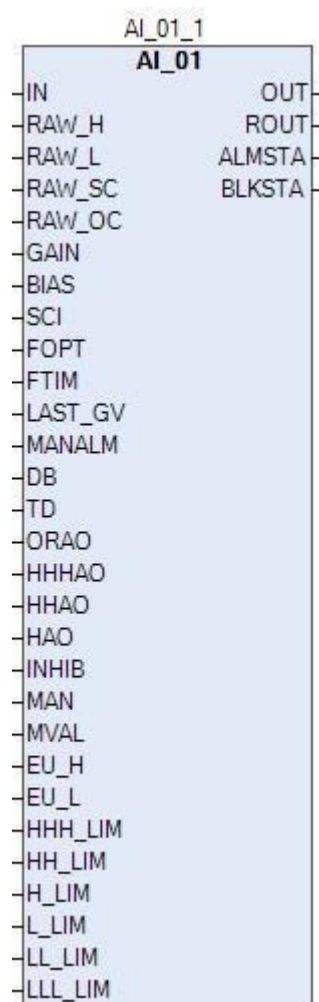 AI_01_1
AI_01
IN OUT
RAW_H ROUT
RAW_L ALMSTA
RAW_SC BLKSTA
RAW_OC
GAIN
BIAS
SCI
FOPT
FTIM
LAST_GV
MANALM
DB
TD
ORAO
HHHAO
HHAO
HAO
INHIB
MAN
MVAL
EU_H
EU_L
HHH_LIM
HH_LIM
H_LIM
L_LIM
LL_LIM
LLL_LIM